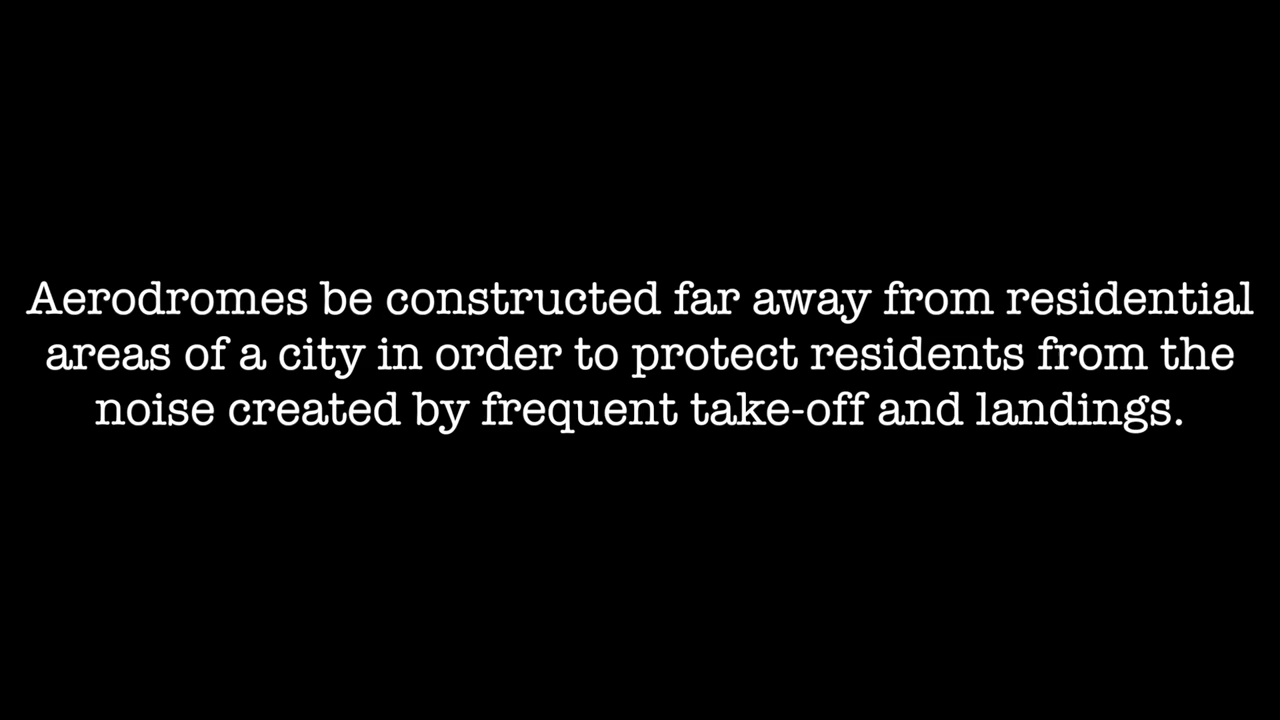 Aerodromes be constructed far away from residential
areas of a city in order to protect residents from the
noise created by frequent take-off and landings.